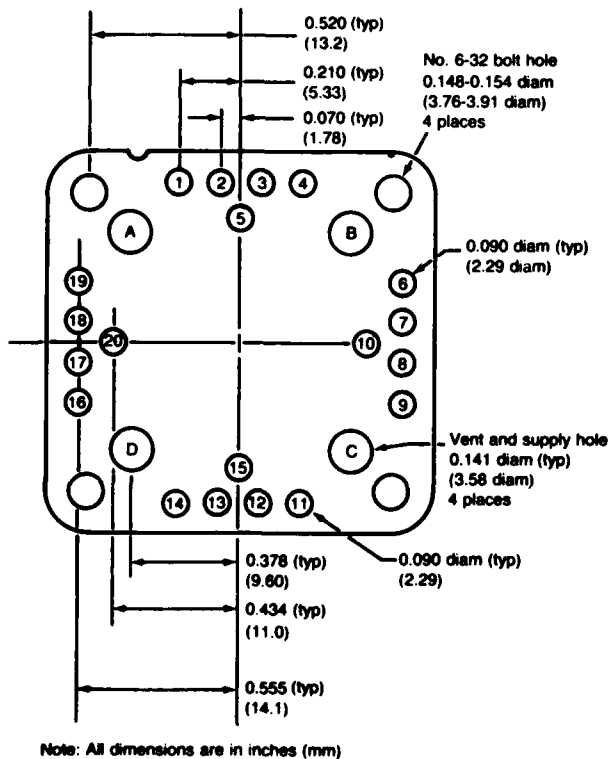 0.520 (typ)
(13.2)
No. 6-32 bolt hole
0.148-0.154 diam
(3.76-3.91 diam)
4 places
0.210 (typ)
(5.33)
0.070 (typ)
(1.78)
1
2
3
4
5
A
B
0.090 diam (typ)
(2.29 diam)
19
6
18
7
20
10
17
8
16
9
D
C
Vent and supply hole
0.141 diam (typ)
(3.58 diam)
4 places
15
14
13
12
11
0.378 (typ)
(9.60)
0.090 diam (typ)
(2.29)
0.434 (typ)
(11.0)
0.555 (typ)
(14.1)
Note: All dimensions are in inches (mm)